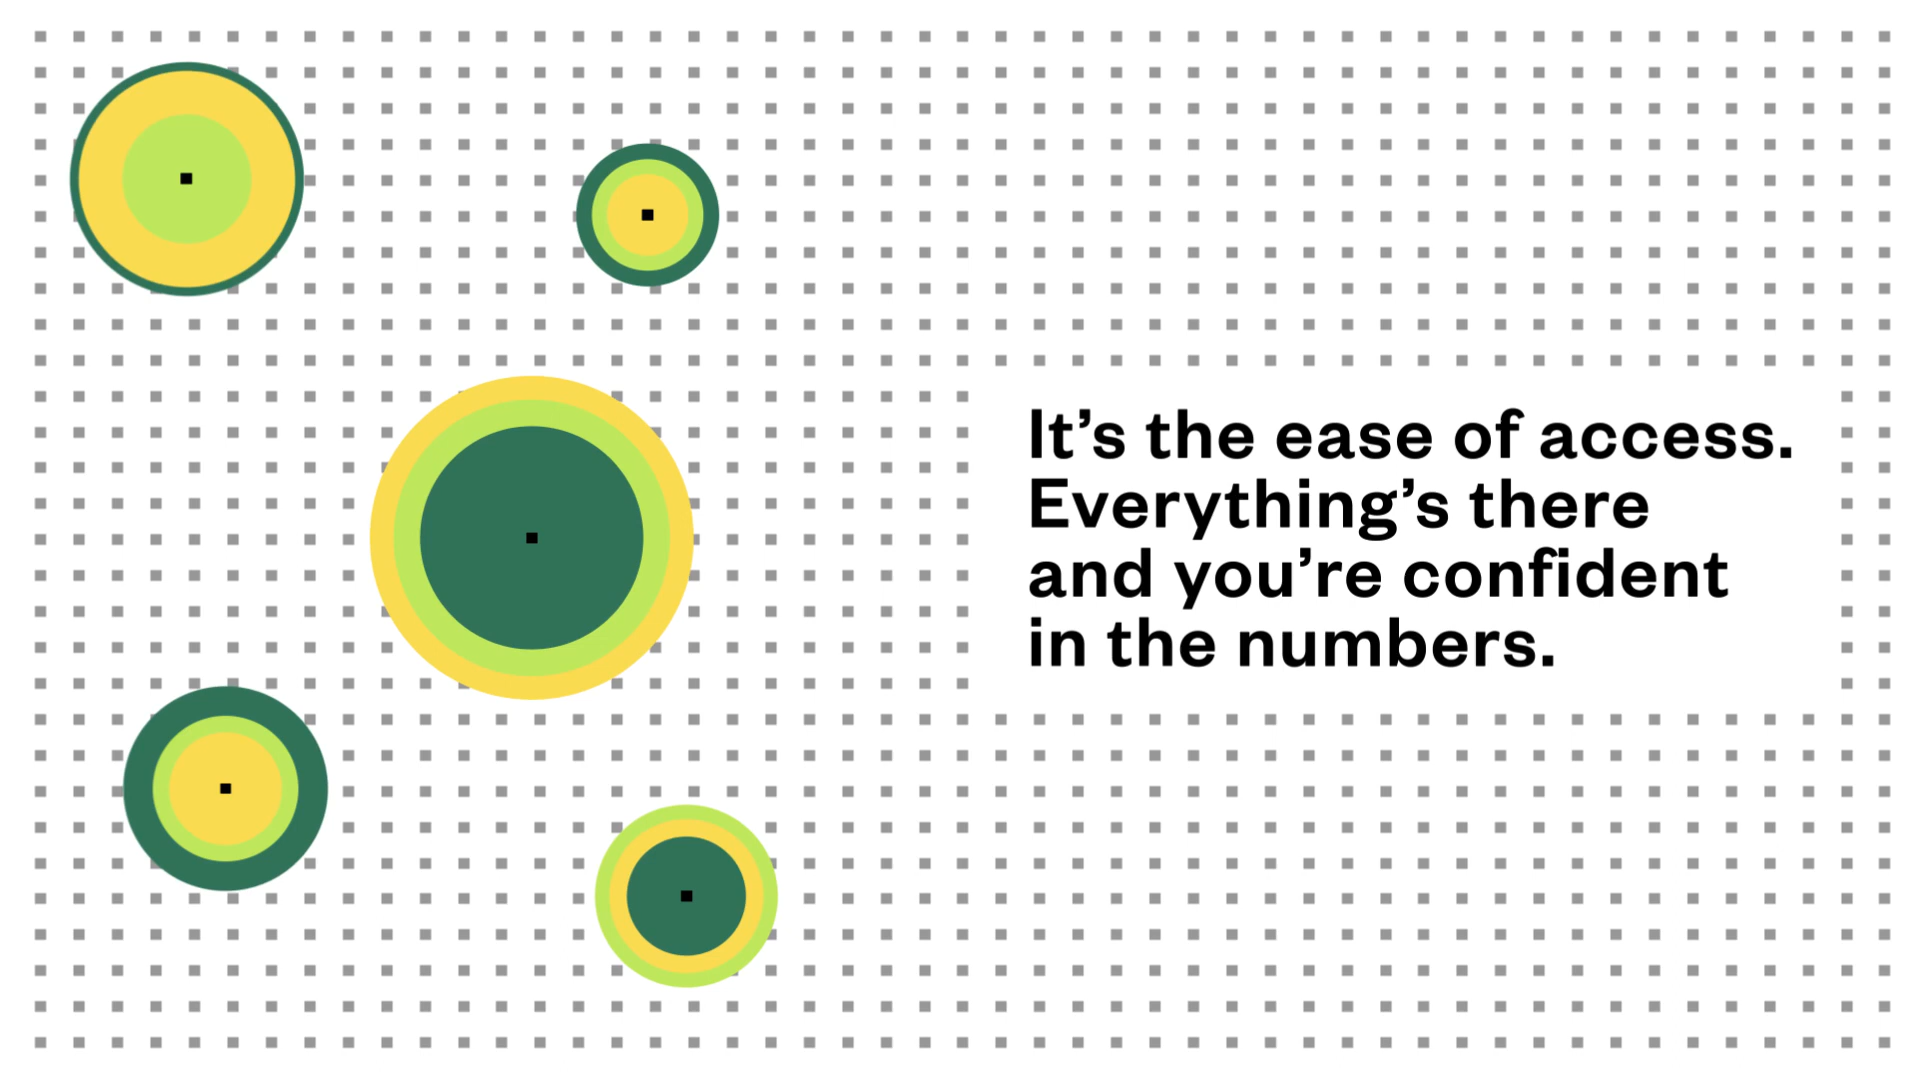 It’s the ease of access.
Everything’s there
and you’re confident
in the numbers.